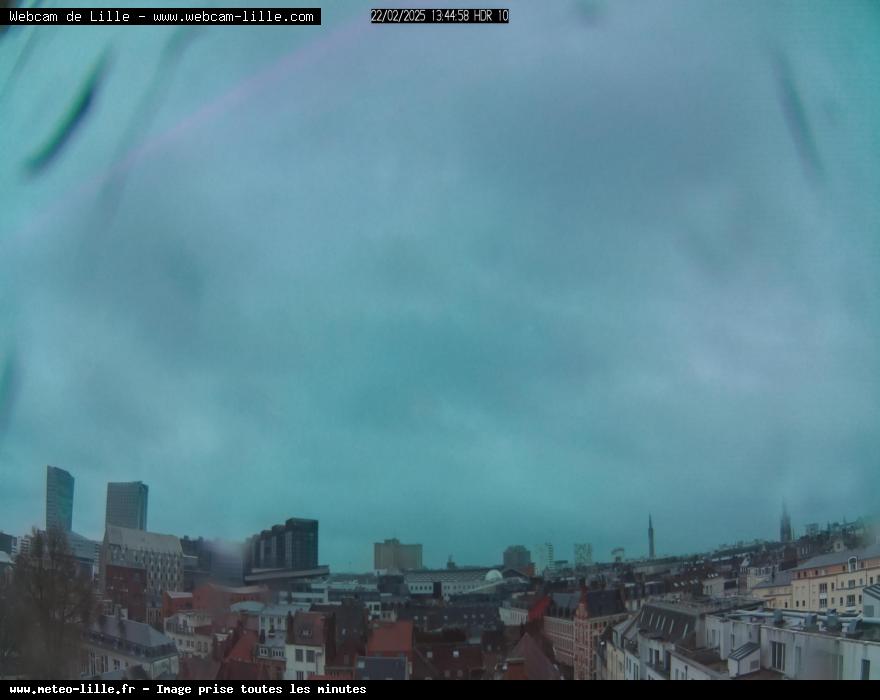 Webcam de Lille - www.webcam-lille.com
22/02/2025 13:44:58 HDR 10
www.meteo-lille.fr - Image prise toutes les minutes